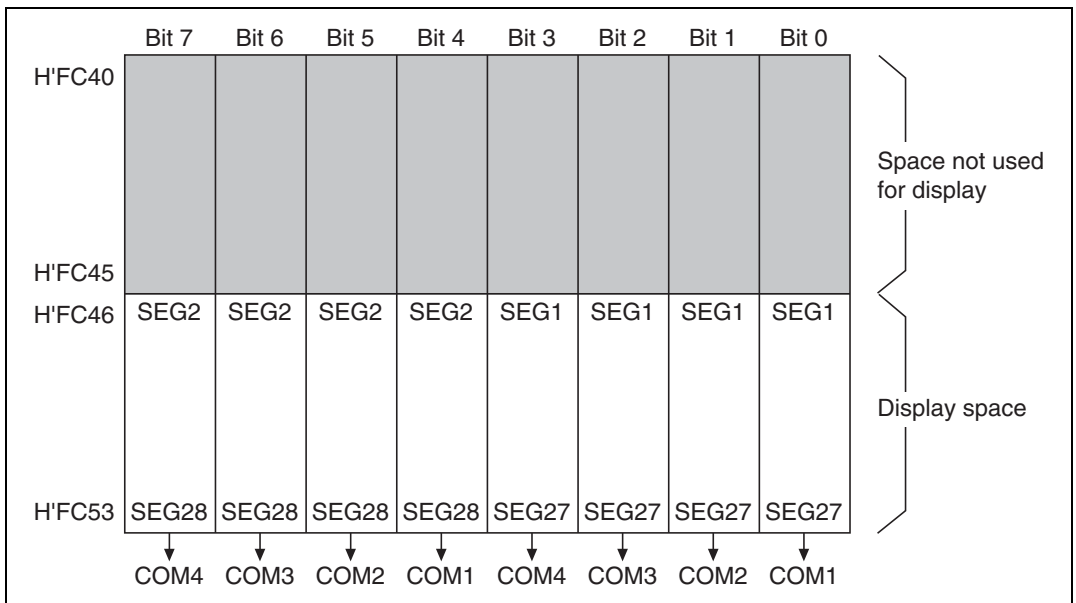 Bit 7 Bit 6 Bit 5 Bit 4 Bit 3 Bit 2 Bit 1 Bit 0
H'FC40
Space not used
for display
H'FC45
H'FC46 SEG2 SEG2 SEG2 SEG2 SEG1 SEG1 SEG1 SEG1
Display space
H'FC53 SEG28 SEG28 SEG28 SEG28 SEG27 SEG27 SEG27 SEG27
COM4 COM3 COM2 COM1 COM4 COM3 COM2 COM1